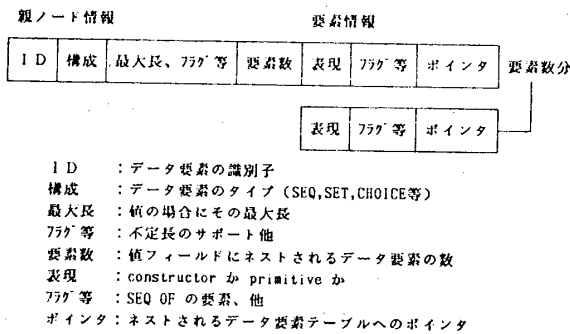 親ノード情報 要素情報
ID 構成 最大長、フラグ等 要素数 表現 フラグ等 ポインタ 要素数分
表現 フラグ等 ポインタ
ID :データ要素の識別子
構成 :データ要素のタイプ(SEQ,SET,CHOICE等)
最大長 :値の場合にその最大長
フラグ等 :不定長のサポート他
要素数 :値フィールドにネストされるデータ要素の数
表現 :constructor か primitive か
フラグ等 :SEQ OF の要素、他
ポインタ:ネストされるデータ要素テーブルへのポインタ